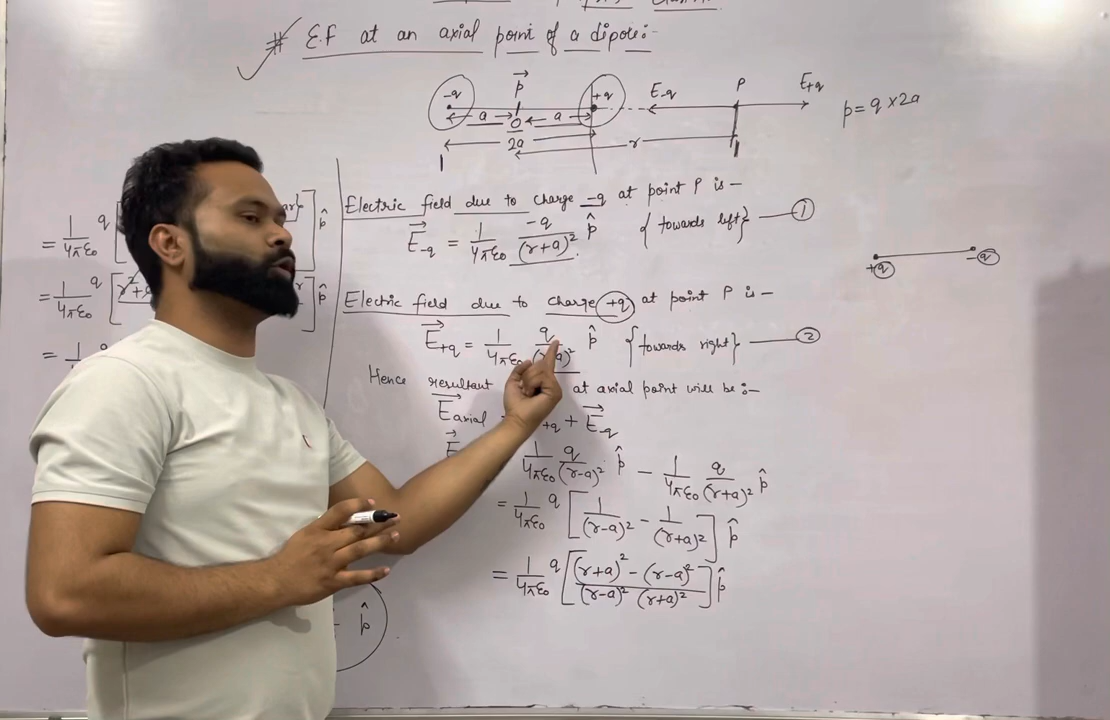 # E.F at an axial point of a dipole:-
-q p⃗ +q E-q P E+q
p = q × 2a
a O a
2a r
Electric field due to charge -q at point P is -
E⃗-q = 1/4πε₀ -q/(r+a)² p̂ {towards left} — ①
+q -q
Electric field due to charge +q at point P is -
E⃗+q = 1/4πε₀ q/(r-a)² p̂ {towards right} — ②
Hence resultant at axial point will be :-
E⃗axial +q + E⃗-q
1/4πε₀ q/(r-a)² p̂ - 1/4πε₀ q/(r+a)² p̂
= 1/4πε₀ q [1/(r-a)² - 1/(r+a)²] p̂
= 1/4πε₀ q [(r+a)² - (r-a)²/(r-a)² (r+a)²] p̂
= 1/4πε₀ q [ ] p̂
= 1/4πε₀ q [ ] p̂
= 1
p̂